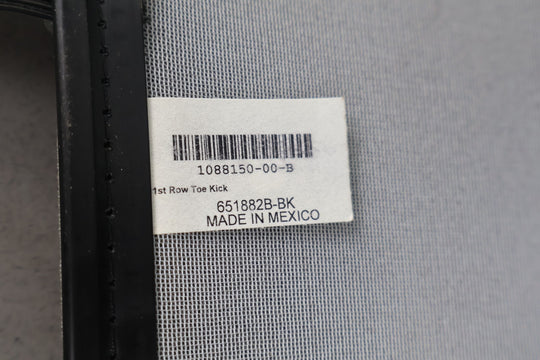 1088150-00-B
1st Row Toe Kick
651882B-BK
MADE IN MEXICO